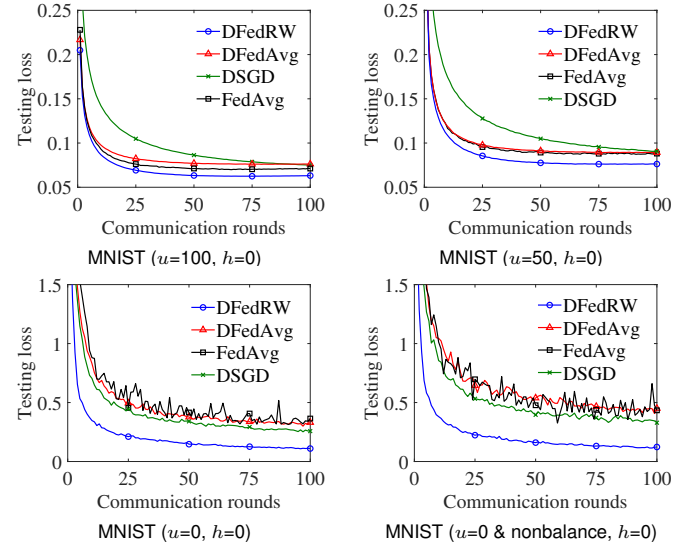 0.25
0.2
0.15
0.1
0.05
Testing loss
DFedRW
DFedAvg
DSGD
FedAvg
0 25 50 75 100
Communication rounds
MNIST (u=100, h=0)
0.25
0.2
0.15
0.1
0.05
Testing loss
DFedRW
DFedAvg
FedAvg
DSGD
0 25 50 75 100
Communication rounds
MNIST (u=50, h=0)
1.5
1
0.5
0
Testing loss
DFedRW
DFedAvg
FedAvg
DSGD
0 25 50 75 100
Communication rounds
MNIST (u=0, h=0)
1.5
1
0.5
0
Testing loss
DFedRW
DFedAvg
FedAvg
DSGD
0 25 50 75 100
Communication rounds
MNIST (u=0 & nonbalance, h=0)